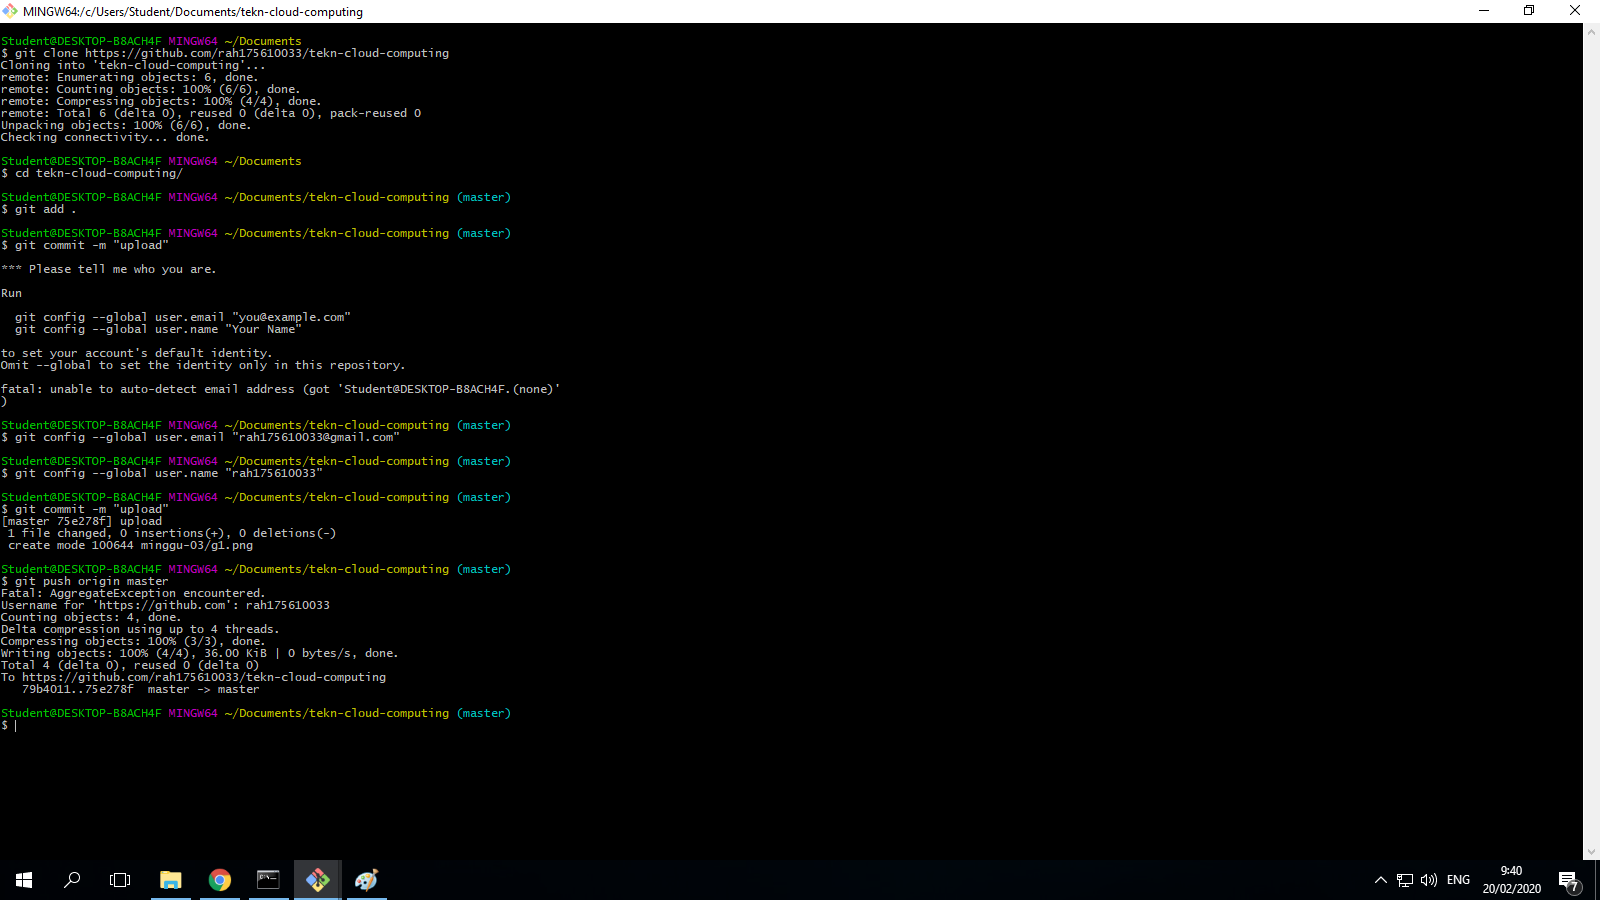 MINGW64:/c/Users/Student/Documents/tekn-cloud-computing
Student@DESKTOP-B8ACH4F MINGW64 ~/Documents
$ git clone https://github.com/rah175610033/tekn-cloud-computing
Cloning into 'tekn-cloud-computing'...
remote: Enumerating objects: 6, done.
remote: Counting objects: 100% (6/6), done.
remote: Compressing objects: 100% (4/4), done.
remote: Total 6 (delta 0), reused 0 (delta 0), pack-reused 0
Unpacking objects: 100% (6/6), done.
Checking connectivity... done.
Student@DESKTOP-B8ACH4F MINGW64 ~/Documents
$ cd tekn-cloud-computing/
Student@DESKTOP-B8ACH4F MINGW64 ~/Documents/tekn-cloud-computing (master)
$ git add .
Student@DESKTOP-B8ACH4F MINGW64 ~/Documents/tekn-cloud-computing (master)
$ git commit -m "upload"
*** Please tell me who you are.
Run
git config --global user.email "you@example.com"
git config --global user.name "Your Name"
to set your account's default identity.
Omit --global to set the identity only in this repository.
fatal: unable to auto-detect email address (got 'Student@DESKTOP-B8ACH4F.(none)'
)
Student@DESKTOP-B8ACH4F MINGW64 ~/Documents/tekn-cloud-computing (master)
$ git config --global user.email "rah175610033@gmail.com"
Student@DESKTOP-B8ACH4F MINGW64 ~/Documents/tekn-cloud-computing (master)
$ git config --global user.name "rah175610033"
Student@DESKTOP-B8ACH4F MINGW64 ~/Documents/tekn-cloud-computing (master)
$ git commit -m "upload"
[master 75e278f] upload
1 file changed, 0 insertions(+), 0 deletions(-)
create mode 100644 minggu-03/g1.png
Student@DESKTOP-B8ACH4F MINGW64 ~/Documents/tekn-cloud-computing (master)
$ git push origin master
Fatal: AggregateException encountered.
Username for 'https://github.com': rah175610033
Counting objects: 4, done.
Delta compression using up to 4 threads.
Compressing objects: 100% (3/3), done.
Writing objects: 100% (4/4), 36.00 KiB | 0 bytes/s, done.
Total 4 (delta 0), reused 0 (delta 0)
To https://github.com/rah175610033/tekn-cloud-computing
79b4011..75e278f  master -> master
Student@DESKTOP-B8ACH4F MINGW64 ~/Documents/tekn-cloud-computing (master)
$
ENG
9:40
20/02/2020
7